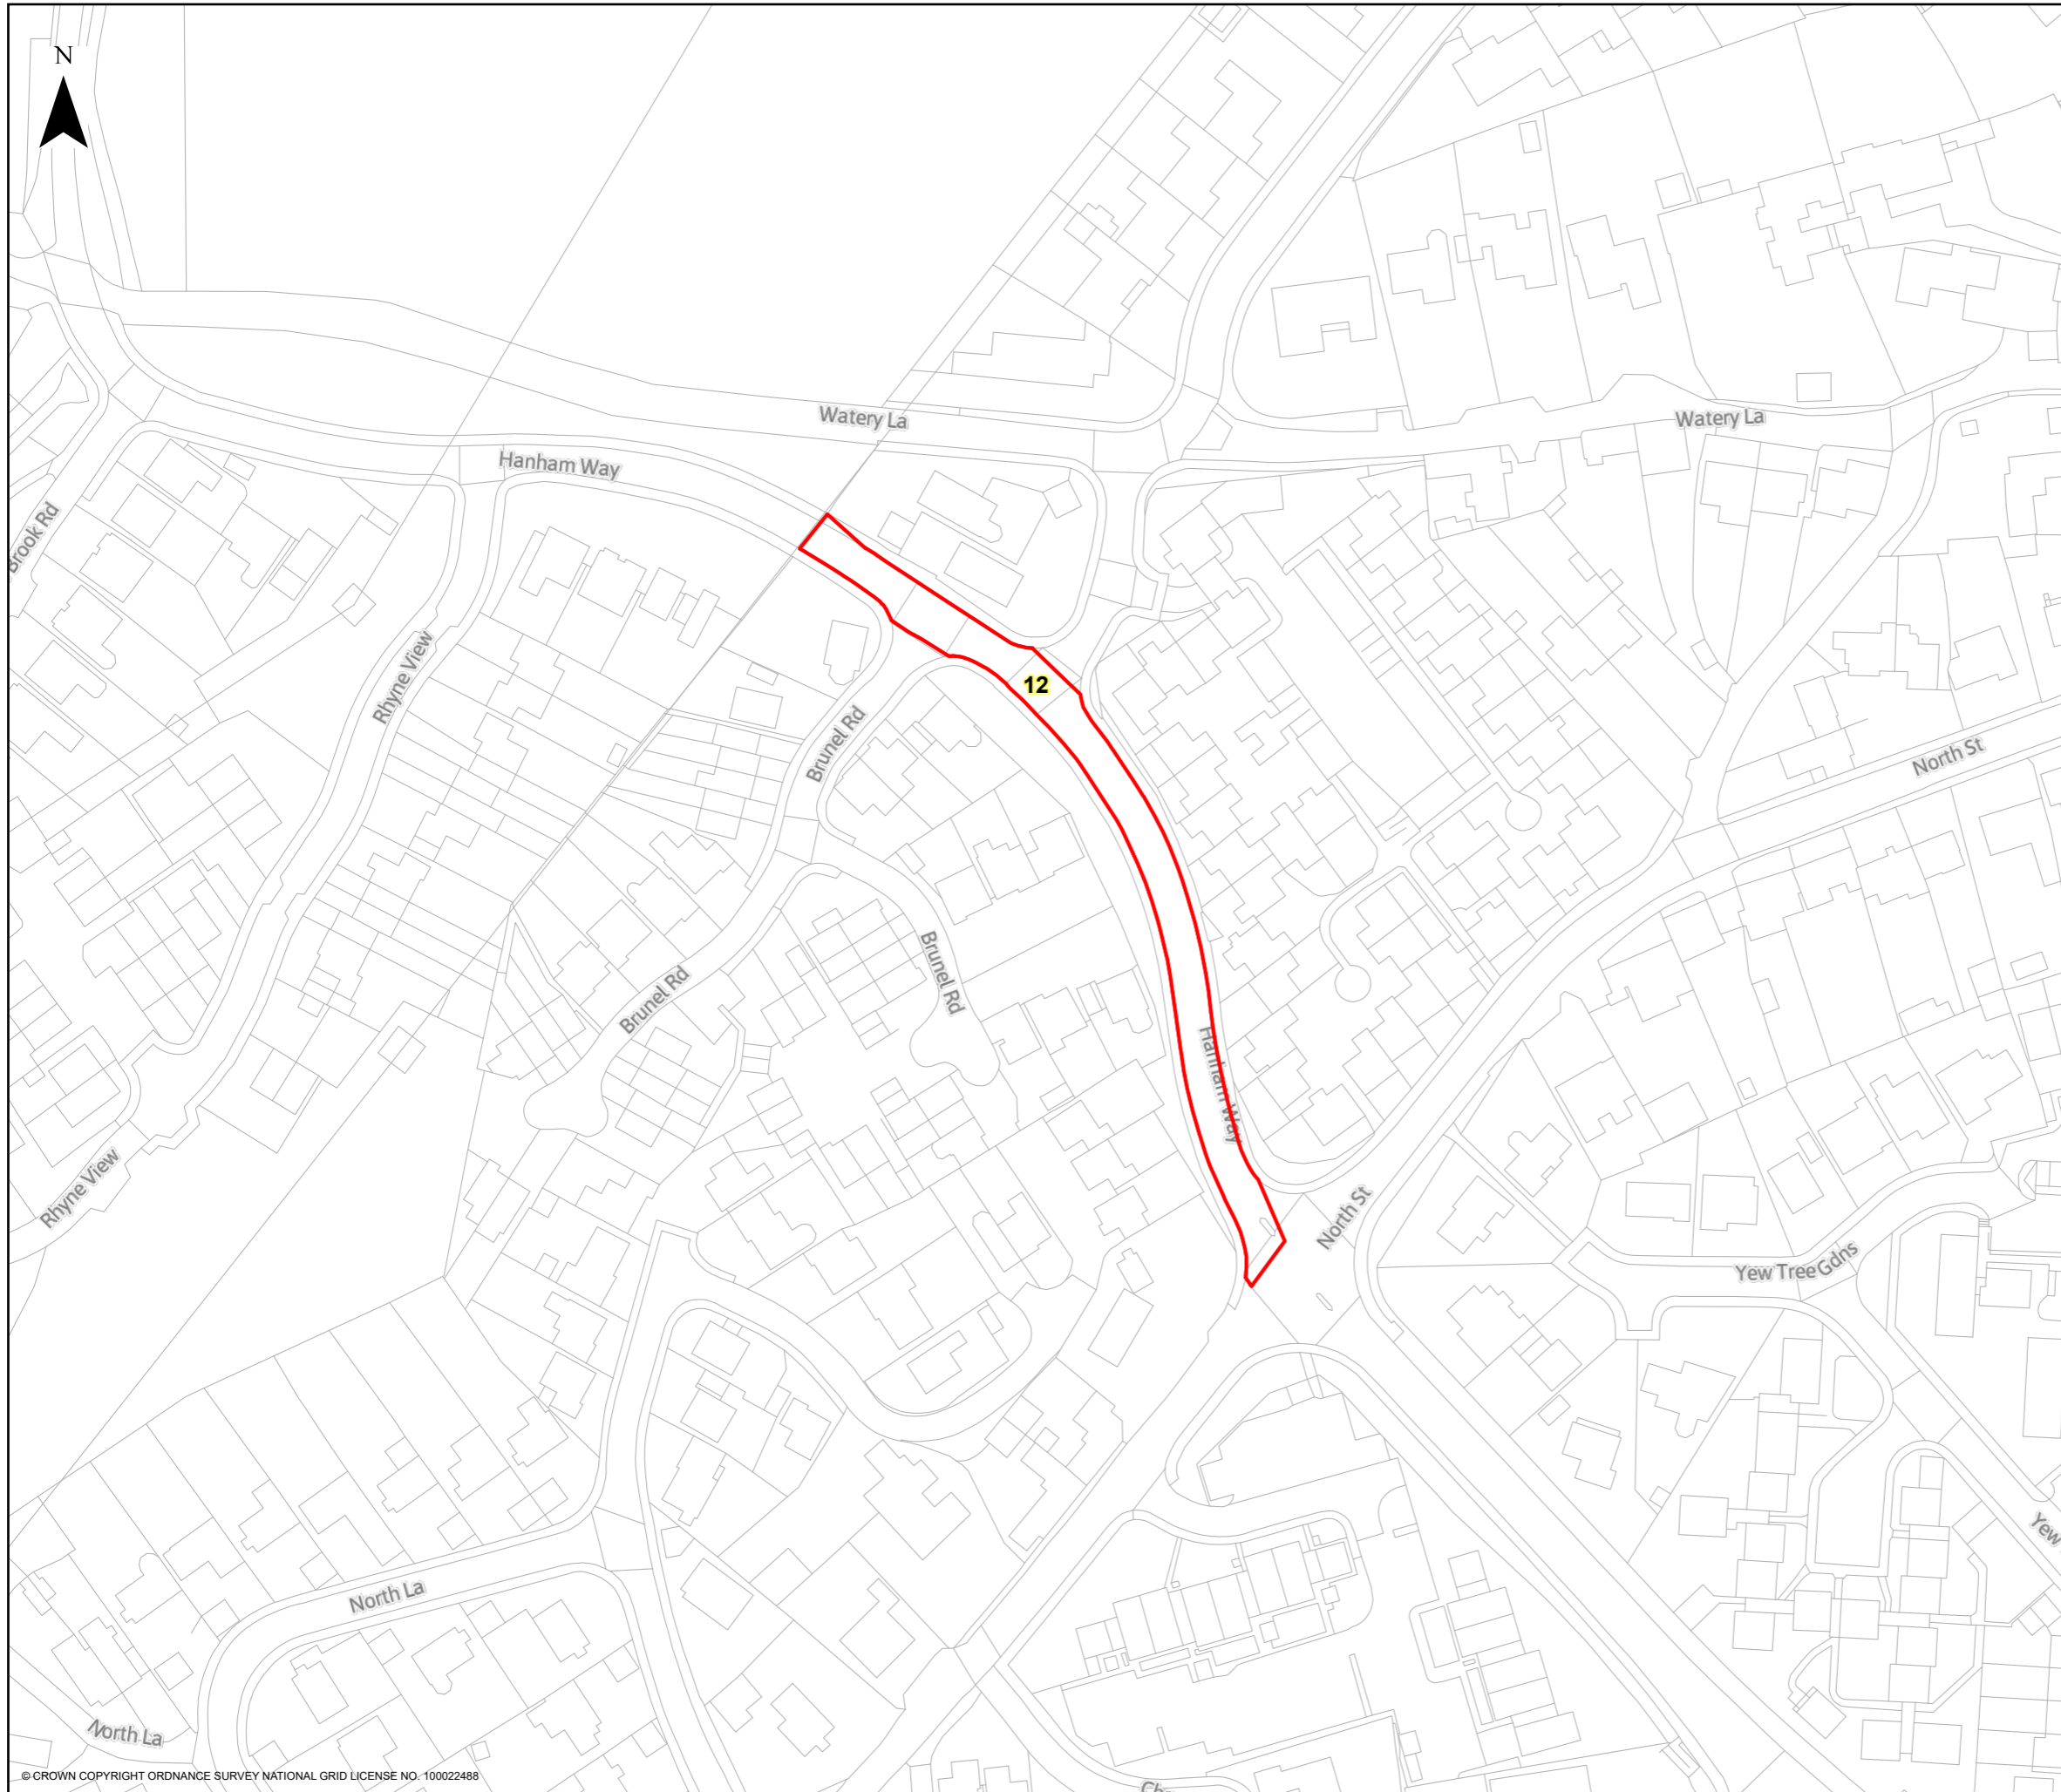 N
Watery La
Watery La
Hanham Way
Brook Rd
Rhyne View
12
Brunel Rd
North St
Brunel Rd
Brunel Rd
Hanham Way
Rhyne View
North St
Yew Tree Gdns
Yew
North La
North La
© CROWN COPYRIGHT ORDNANCE SURVEY NATIONAL GRID LICENSE NO. 100022488